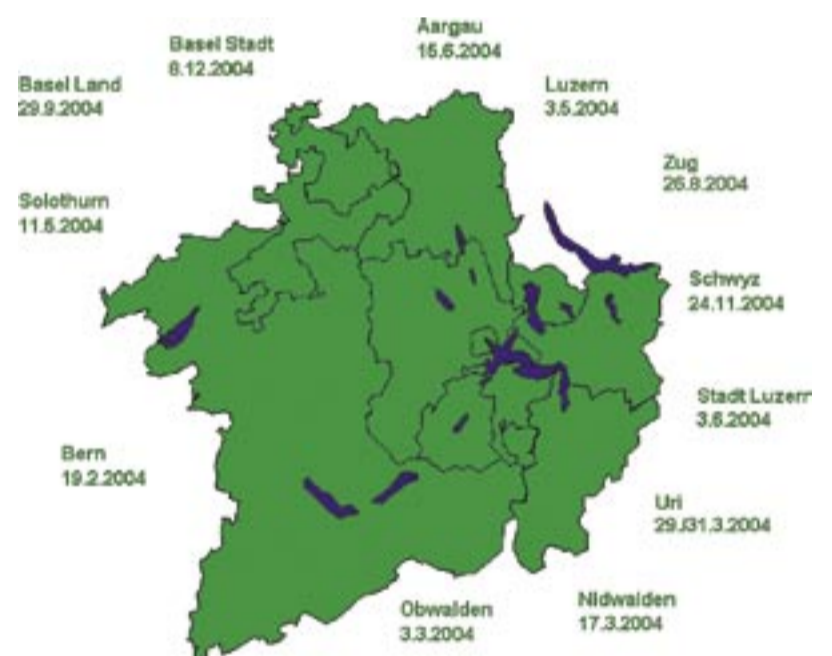 Aargau
15.6.2004
Basel Stadt
8.12.2004
Basel Land
29.9.2004
Luzern
3.5.2004
Zug
26.8.2004
Solothurn
11.5.2004
Schwyz
24.11.2004
Stadt Luzern
3.6.2004
Bern
19.2.2004
Uri
29./31.3.2004
Obwalden
3.3.2004
Nidwalden
17.3.2004